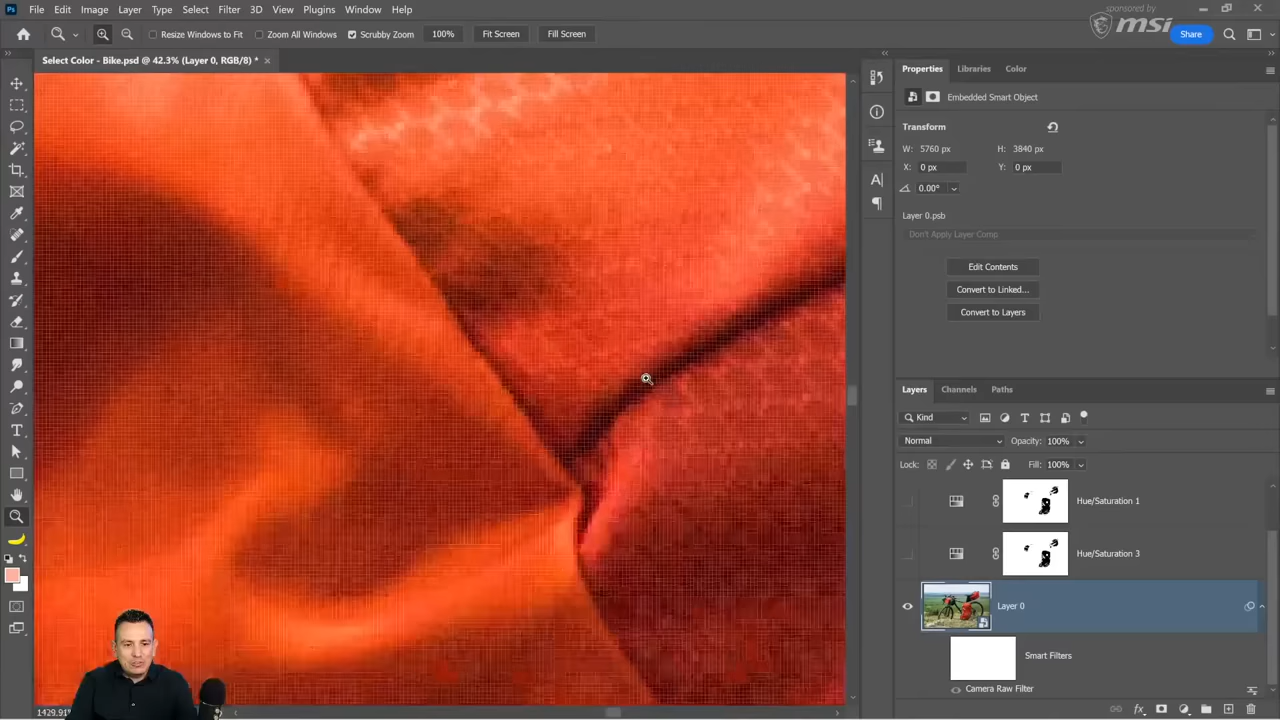 Ps File Edit Image Layer Type Select Filter 3D View Plugins Window Help
sponsored by
msi
Resize Windows to Fit All Windows Scrubby Zoom 100% Fit Screen Fill Screen Share
Select Color - Bike.psd @ 42.3% (Layer 0, RGB/8) * ×
Properties Libraries Color
Embedded Smart Object
Transform
W: 5760 px H: 3840 px
X: 0 px Y: 0 px
0.00°
Layer 0.psb
Don't Apply Layer Comp
Edit Contents
Convert to Linked...
Convert to Layers
Layers Channels Paths
Kind
Normal Opacity: 100%
Lock: Fill: 100%
Hue/Saturation 1
Hue/Saturation 3
Layer 0
Smart Filters
Camera Raw Filter
1429.91%